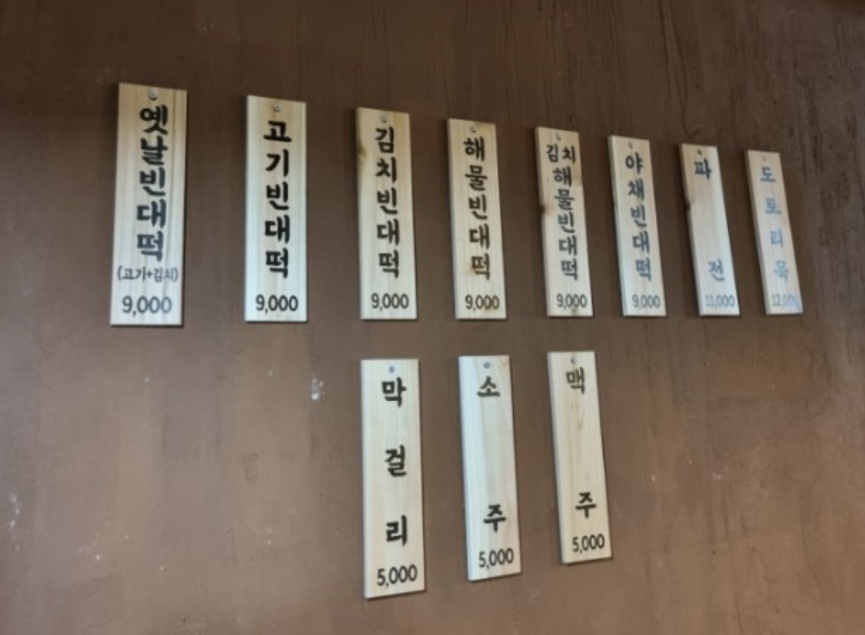 옛날빈대떡
(고기+김치)
9,000
고기빈대떡
9,000
김치빈대떡
9,000
해물빈대떡
9,000
김치
해물빈대떡
9,000
야채빈대떡
9,000
파전
11,000
도토리묵
12,000
막걸리
5,000
소주
5,000
맥주
5,000